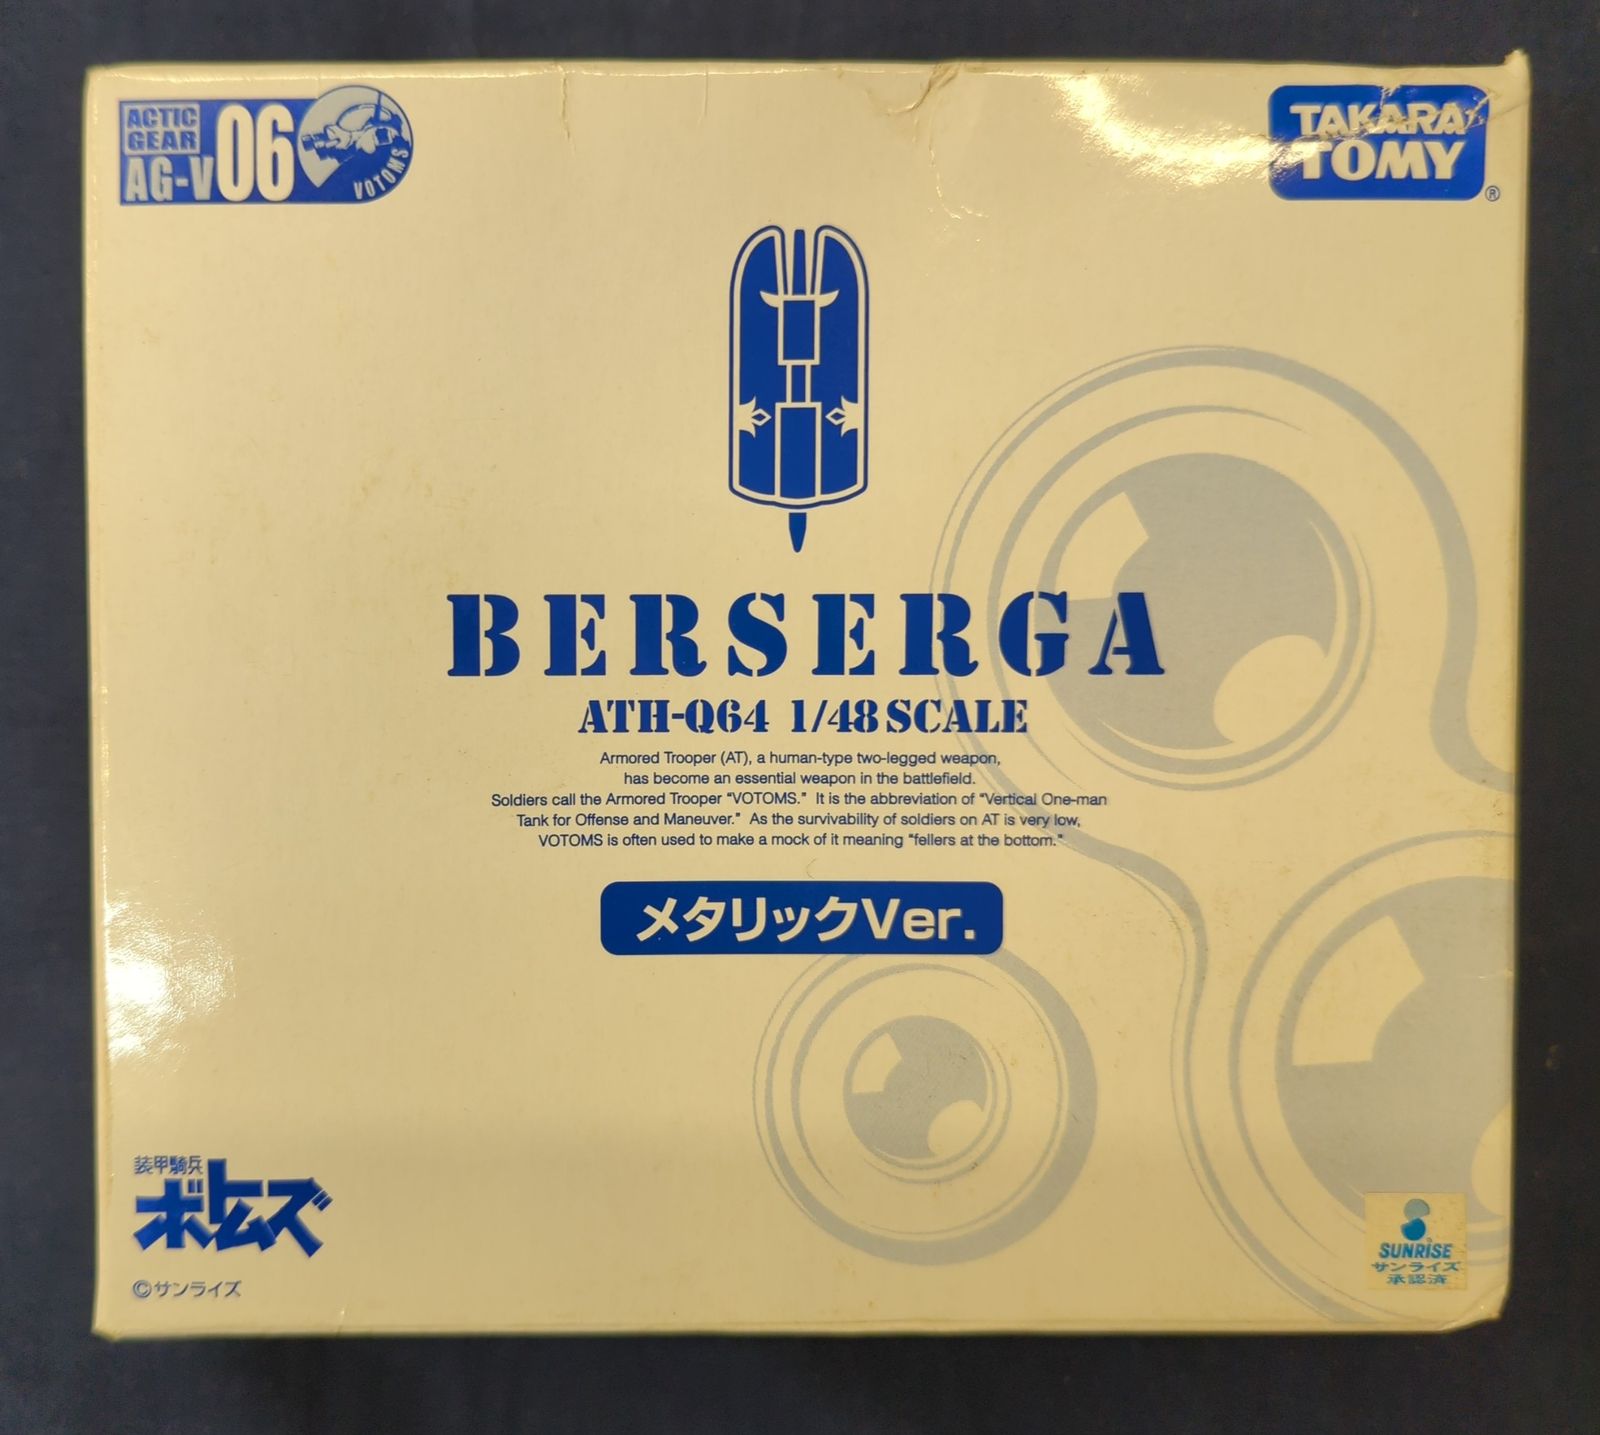 ACTIC
GEAR
AG-V06
VOTOMS
TAKARA
TOMY
®
BERSERGA
ATH-Q64 1/48 SCALE
Armored Trooper (AT), a human-type two-legged weapon,
has become an essential weapon in the battlefield.
Soldiers call the Armored Trooper "VOTOMS." It is the abbreviation of "Vertical One-man
Tank for Offense and Maneuver." As the survivability of soldiers on AT is very low,
VOTOMS is often used to make a mock of it meaning "fellers at the bottom."
メタリックVer.
装甲騎兵
ボトムズ
©サンライズ
SUNRISE
サンライズ
承認済